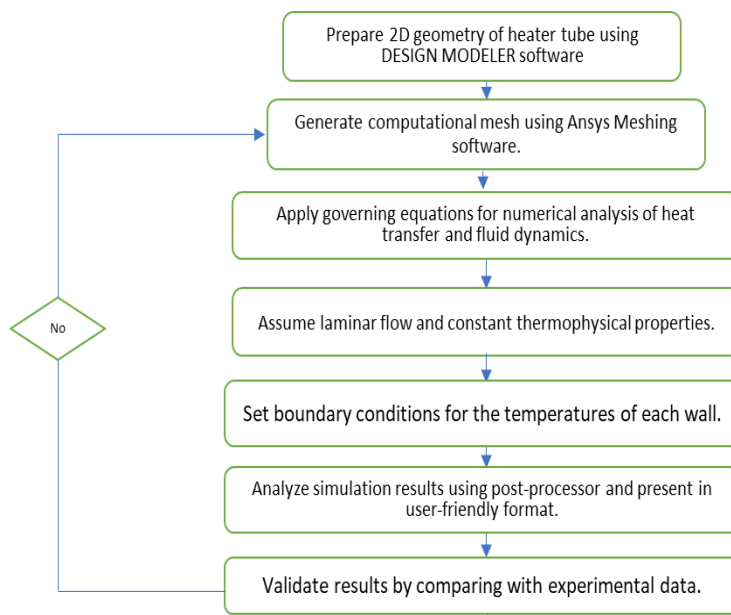 Prepare 2D geometry of heater tube using
DESIGN MODELER software
Generate computational mesh using Ansys Meshing
software.
Apply governing equations for numerical analysis of heat
transfer and fluid dynamics.
No
Assume laminar flow and constant thermophysical properties.
Set boundary conditions for the temperatures of each wall.
Analyze simulation results using post-processor and present in
user-friendly format.
Validate results by comparing with experimental data.